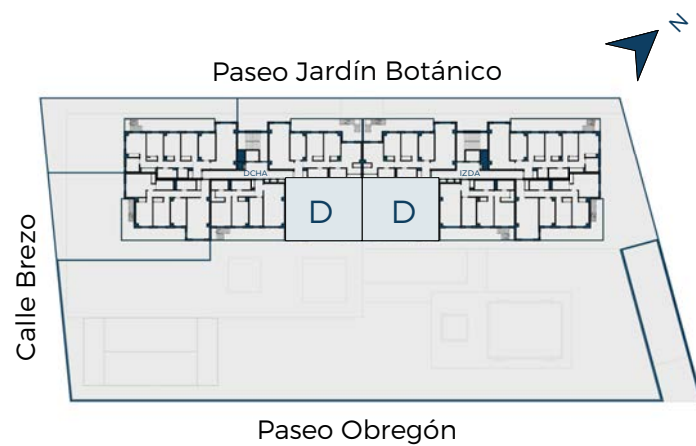 N
Paseo Jardín Botánico
DCHA
IZDA
D
D
Calle Brezo
Paseo Obregón